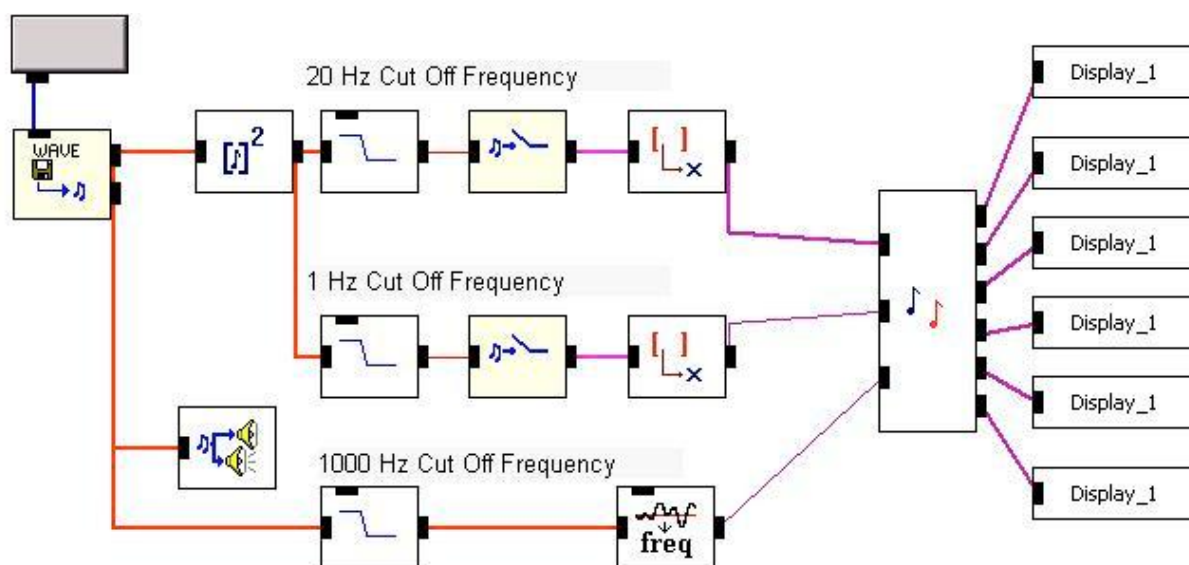 20 Hz Cut Off Frequency
Display_1
WAVE
[♪]²
[ ]
x
Display_1
Display_1
1 Hz Cut Off Frequency
[ ]
x
Display_1
Display_1
1000 Hz Cut Off Frequency
Display_1
freq